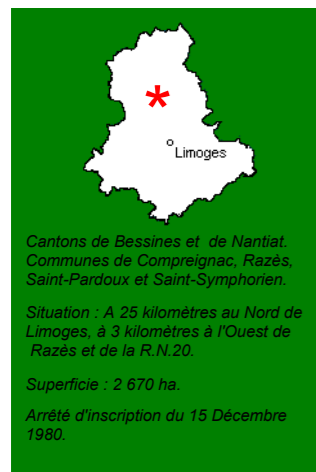 *
Limoges
Cantons de Bessines et de Nantiat.
Communes de Compreignac, Razès,
Saint-Pardoux et Saint-Symphorien.
Situation : A 25 kilomètres au Nord de
Limoges, à 3 kilomètres à l'Ouest de
Razès et de la R.N.20.
Superficie : 2 670 ha.
Arrêté d'inscription du 15 Décembre
1980.